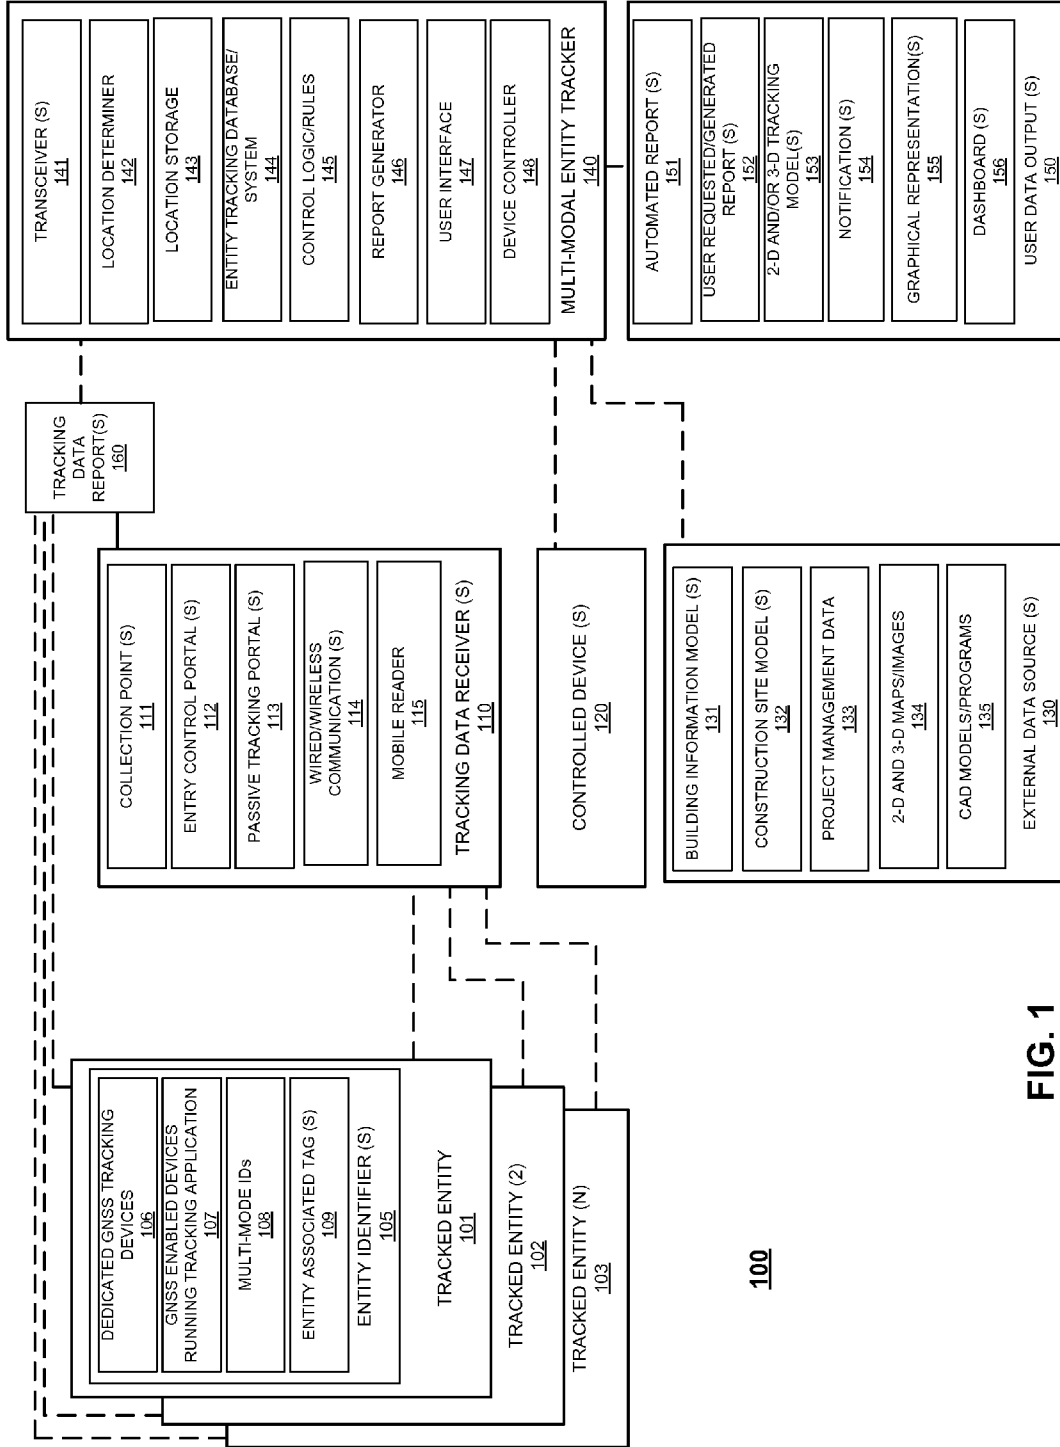 DEDICATED GNSS TRACKING
DEVICES
106
GNSS ENABLED DEVICES
RUNNING TRACKING APPLICATION
107
MULTI-MODE IDs
108
ENTITY ASSOCIATED TAG (S)
109
ENTITY IDENTIFIER (S)
105
TRACKED ENTITY
101
TRACKED ENTITY (2)
102
TRACKED ENTITY (N)
103
COLLECTION POINT (S)
111
ENTRY CONTROL PORTAL (S)
112
PASSIVE TRACKING PORTAL (S)
113
WIRED/WIRELESS
COMMUNICATION (S)
114
MOBILE READER
115
TRACKING DATA RECEIVER (S)
110
CONTROLLED DEVICE (S)
120
BUILDING INFORMATION MODEL (S)
131
CONSTRUCTION SITE MODEL (S)
132
PROJECT MANAGEMENT DATA
133
2-D AND 3-D MAPS/IMAGES
134
CAD MODELS/PROGRAMS
135
EXTERNAL DATA SOURCE (S)
130
TRACKING
DATA
REPORT(S)
160
TRANSCEIVER (S)
141
LOCATION DETERMINER
142
LOCATION STORAGE
143
ENTITY TRACKING DATABASE/
SYSTEM
144
CONTROL LOGIC/RULES
145
REPORT GENERATOR
146
USER INTERFACE
147
DEVICE CONTROLLER
148
MULTI-MODAL ENTITY TRACKER
140
AUTOMATED REPORT (S)
151
USER REQUESTED/GENERATED
REPORT (S)
152
2-D AND/OR 3-D TRACKING
MODEL(S)
153
NOTIFICATION (S)
154
GRAPHICAL REPRESENTATION(S)
155
DASHBOARD (S)
156
USER DATA OUTPUT (S)
150
100
FIG. 1